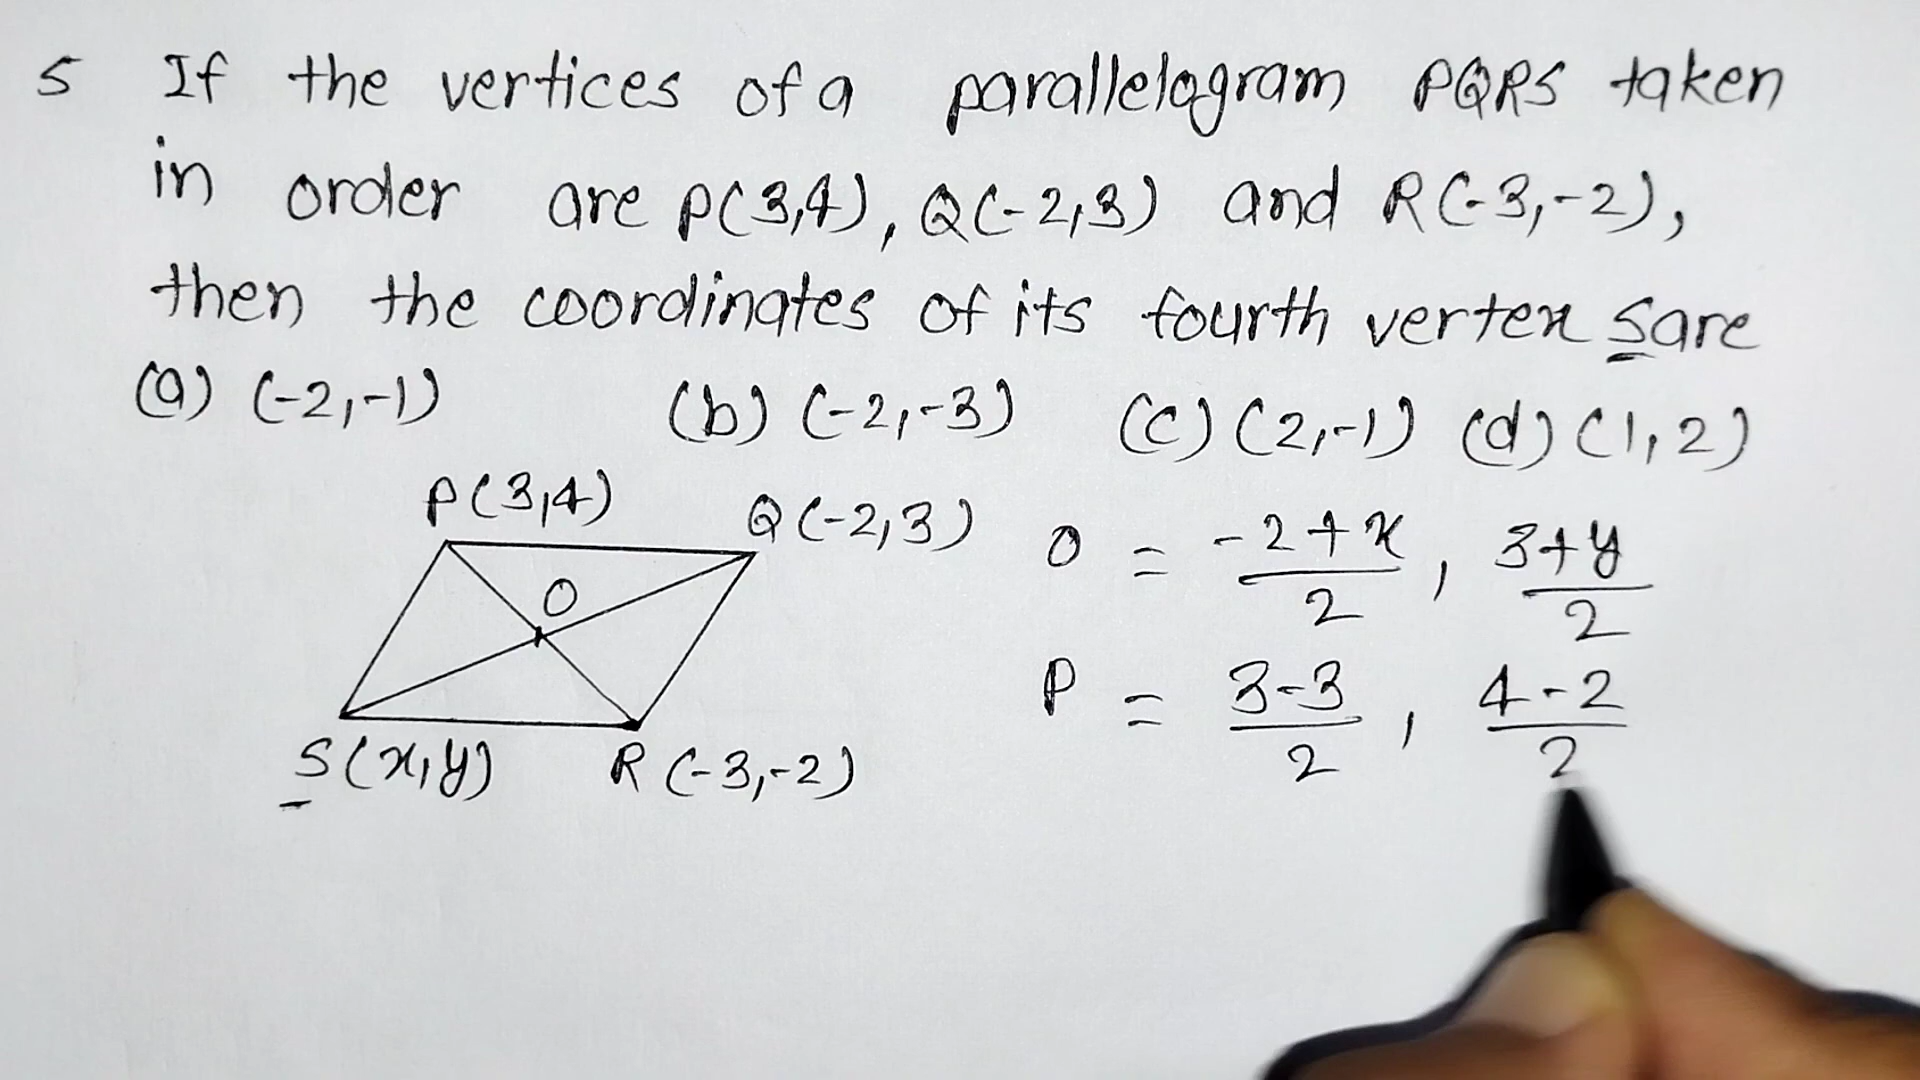 5 If the vertices of a parallelogram PQRS taken
in order are P(3,4), Q(-2,3) and R(-3,-2),
then the coordinates of its fourth vertex S are
(a) (-2,-1) (b) (-2,-3) (c) (2,-1) (d) (1,2)
P(3,4) Q(-2,3)
O
S(x,y) R(-3,-2)
O = -2+x/2, 3+y/2
P = 3-3/2, 4-2/2